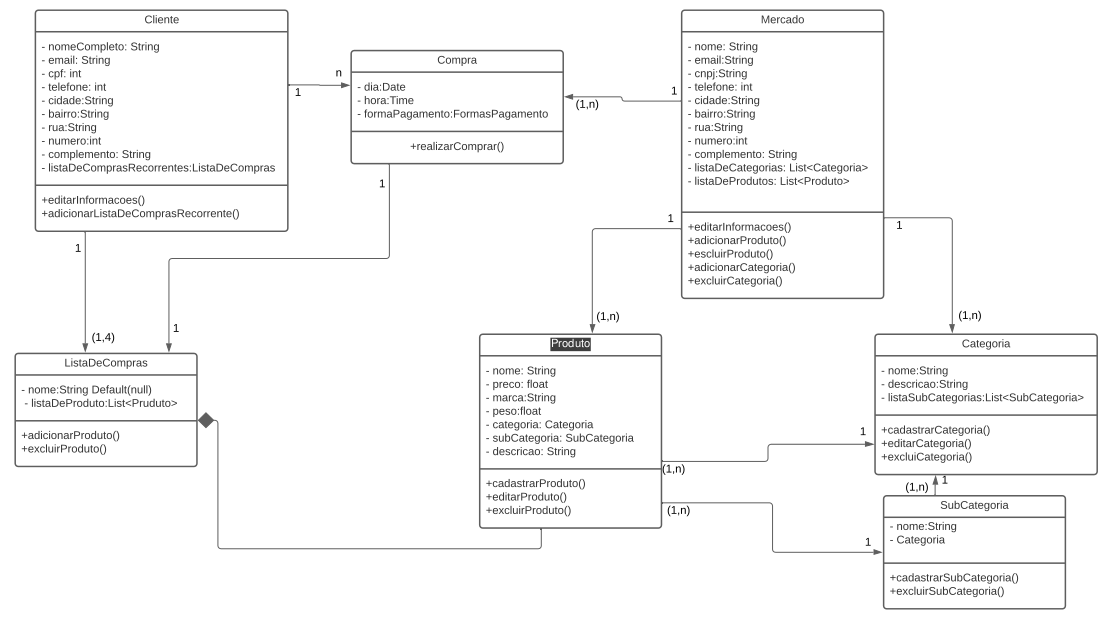 Cliente
- nomeCompleto: String
- email: String
- cpf: int
- telefone: int
- cidade:String
- bairro:String
- rua:String
- numero:int
- complemento: String
- listaDeComprasRecorrentes:ListaDeCompras
+editarInformacoes()
+adicionarListaDeComprasRecorrente()
1
n
Compra
- dia:Date
- hora:Time
- formaPagamento:FormasPagamento
+realizarComprar()
(1,n)
1
Mercado
- nome: String
- email:String
- cnpj:String
- telefone: int
- cidade:String
- bairro:String
- rua:String
- numero:int
- complemento: String
- listaDeCategorias: List<Categoria>
- listaDeProdutos: List<Produto>
+editarInformacoes()
+adicionarProduto()
+escluirProduto()
+adicionarCategoria()
+excluirCategoria()
1
1
1
1
(1,4)
1
(1,n)
(1,n)
ListaDeCompras
- nome:String Default(null)
- listaDeProduto:List<Pruduto>
+adicionarProduto()
+excluirProduto()
Produto
- nome: String
- preco: float
- marca:String
- peso:float
- categoria: Categoria
- subCategoria: SubCategoria
- descricao: String
+cadastrarProduto()
+editarProduto()
+excluirProduto()
(1,n)
1
(1,n)
1
Categoria
- nome:String
- descricao:String
- listaSubCategorias:List<SubCategoria>
+cadastrarCategoria()
+editarCategoria()
+excluiCategoria()
(1,n)
1
SubCategoria
- nome:String
- Categoria
+cadastrarSubCategoria()
+excluirSubCategoria()